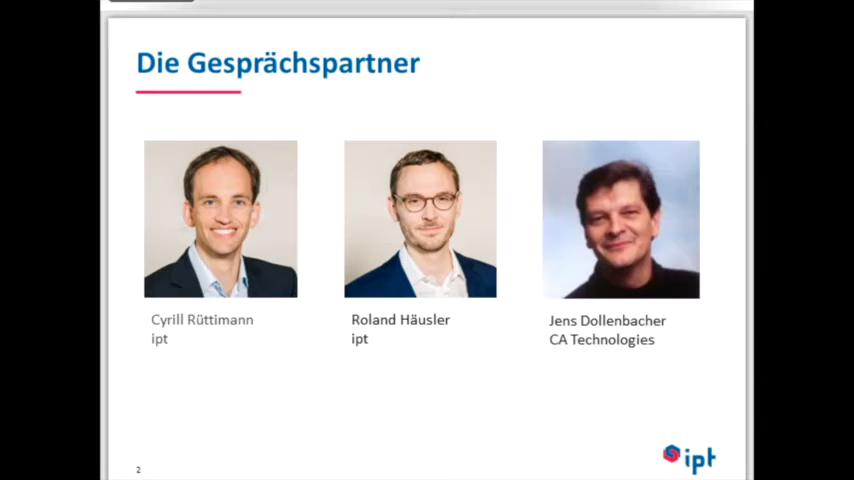 Die Gesprächspartner
Cyrill Rüttimann
ipt
Roland Häusler
ipt
Jens Dollenbacher
CA Technologies
2
ipt